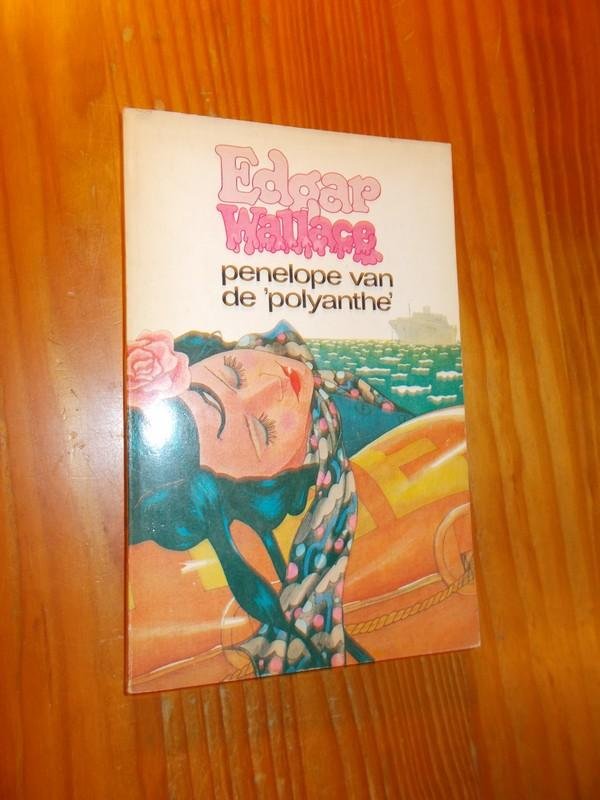 Edgar
Wallace
penelope van
de 'polyanthe'